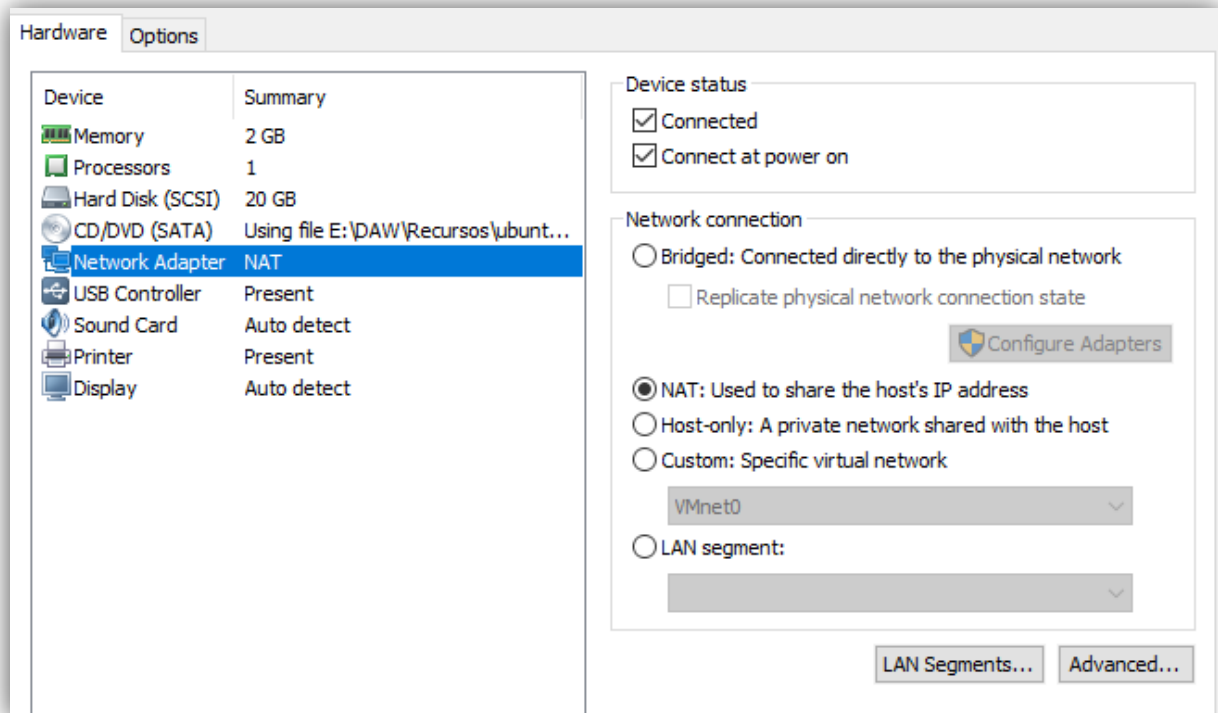 Hardware Options
Device Summary
Memory 2 GB
Processors 1
Hard Disk (SCSI) 20 GB
CD/DVD (SATA) Using file E:\DAW\Recursos\ubunt...
Network Adapter NAT
USB Controller Present
Sound Card Auto detect
Printer Present
Display Auto detect
Device status
Connected
Connect at power on
Network connection
Bridged: Connected directly to the physical network
Replicate physical network connection state
Configure Adapters
NAT: Used to share the host's IP address
Host-only: A private network shared with the host
Custom: Specific virtual network
VMnet0
LAN segment:
LAN Segments... Advanced...